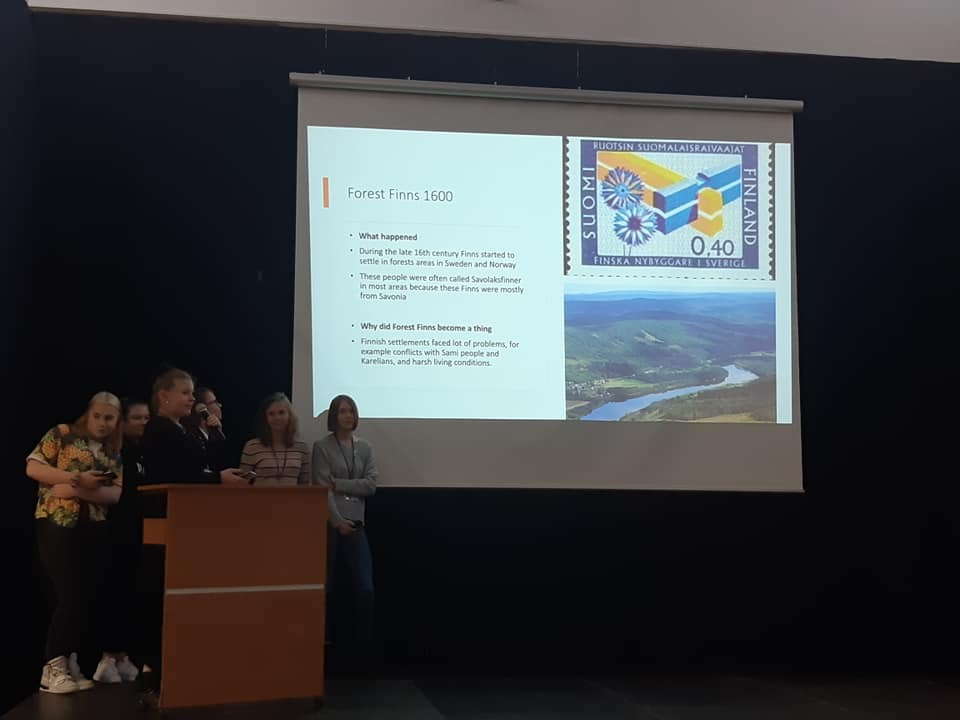 Forest Finns 1600
• What happened
• During the late 16th century Finns started to
settle in forests areas in Sweden and Norway
• These people were often called Savolaksfinner
in most areas because these Finns were mostly
from Savonia
• Why did Forest Finns become a thing
• Finnish settlements faced lot of problems, for
example conflicts with Sami people and
Karelians, and harsh living conditions.
RUOTSIN SUOMALAISRAIVAAJAT
SUOMI
FINLAND
0,40
FINSKA NYBYGGARE I SVERIGE